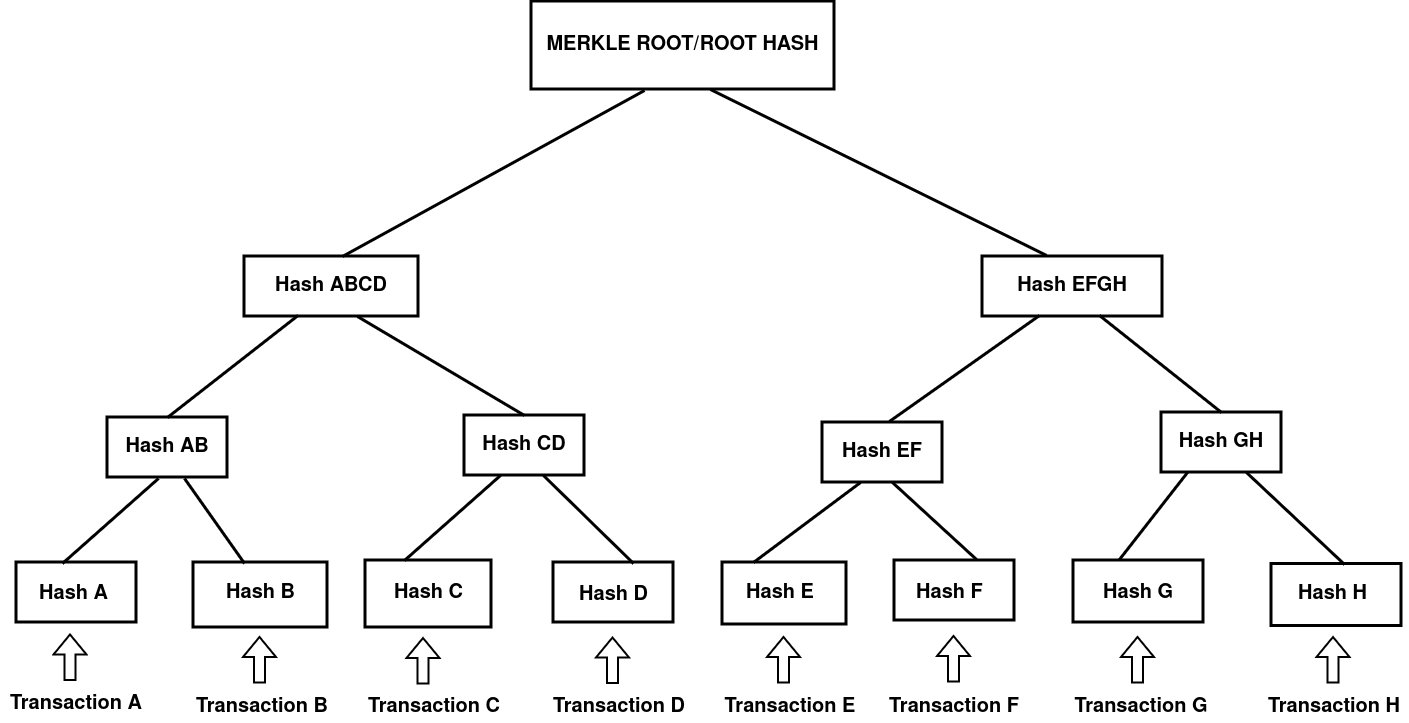 MERKLE ROOT/ROOT HASH
Hash ABCD
Hash EFGH
Hash AB
Hash CD
Hash EF
Hash GH
Hash A
Hash B
Hash C
Hash D
Hash E
Hash F
Hash G
Hash H
Transaction A
Transaction B
Transaction C
Transaction D
Transaction E
Transaction F
Transaction G
Transaction H